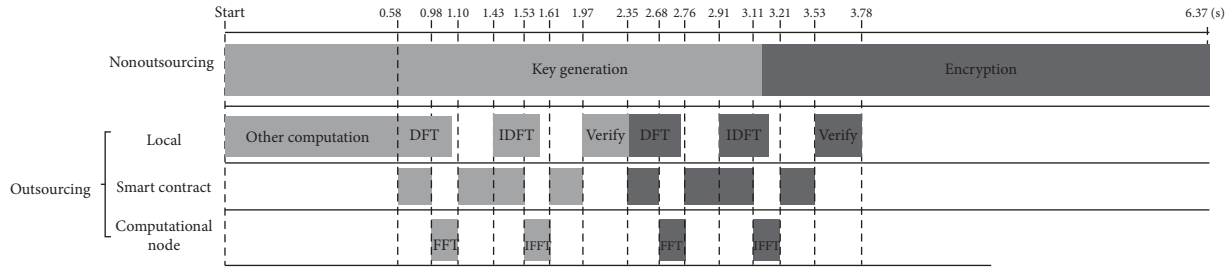 Start 0.58 0.98 1.10 1.43 1.53 1.61 1.97 2.35 2.68 2.76 2.91 3.11 3.21 3.53 3.78 6.37 (s)
Nonoutsourcing Key generation Encryption
Outsourcing
Local Other computation DFT IDFT Verify DFT IDFT Verify
Smart contract
Computational
node
FFT IFFT FFT IFFT